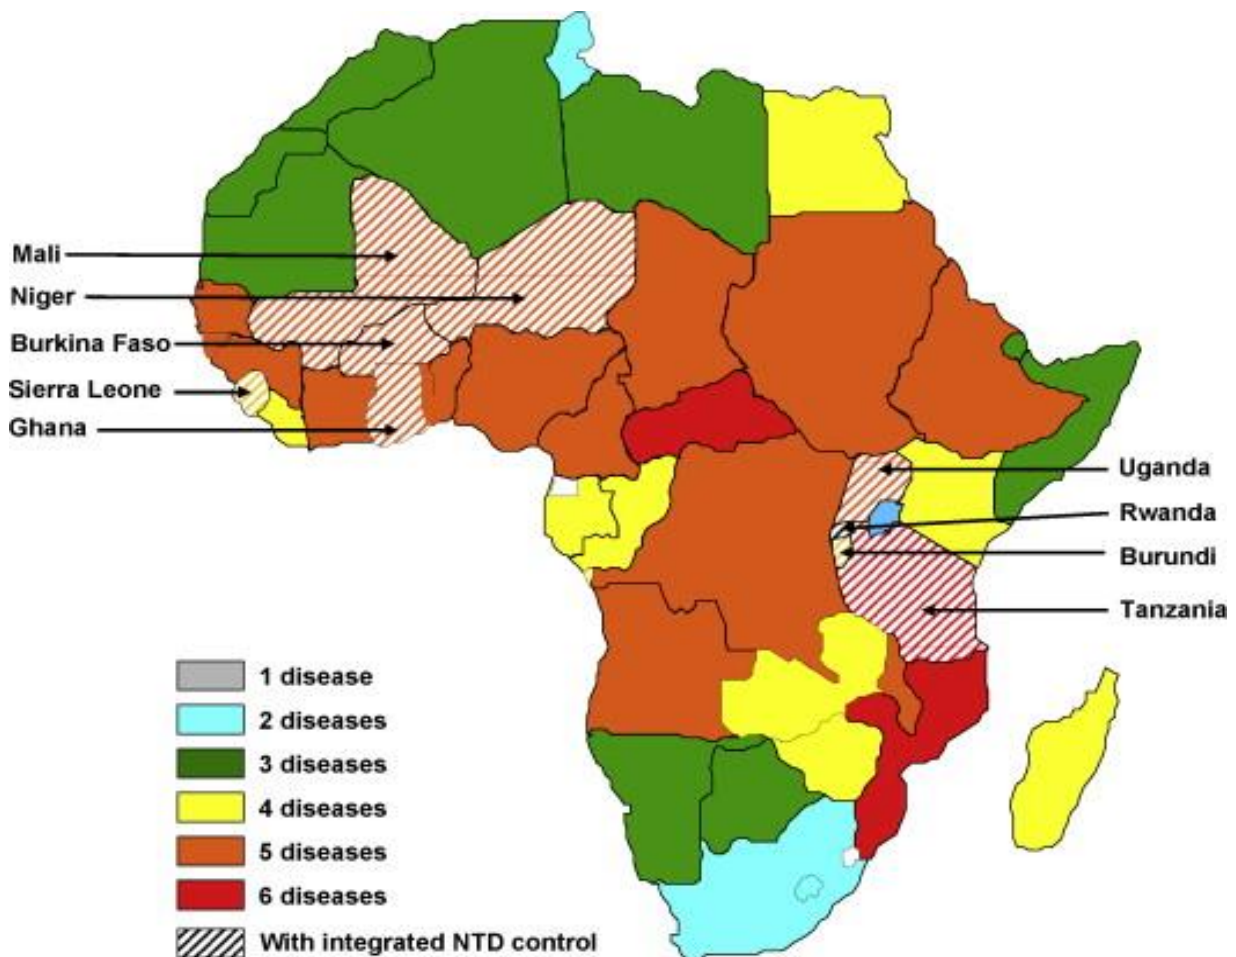 Mali
Niger
Burkina Faso
Sierra Leone
Ghana
Uganda
Rwanda
Burundi
Tanzania
1 disease
2 diseases
3 diseases
4 diseases
5 diseases
6 diseases
With integrated NTD control